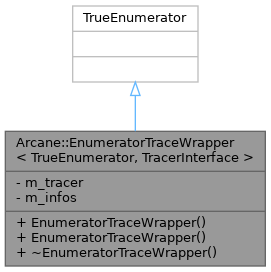 TrueEnumerator
Arcane::EnumeratorTraceWrapper
< TrueEnumerator, TracerInterface >
- m_tracer
- m_infos
+ EnumeratorTraceWrapper()
+ EnumeratorTraceWrapper()
+ ~EnumeratorTraceWrapper()